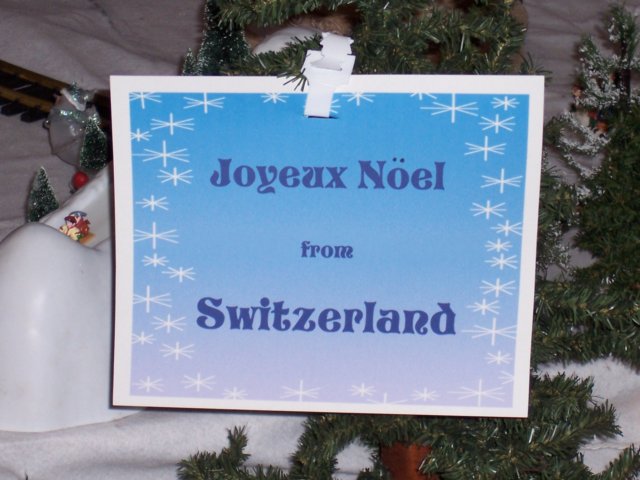 Joyeux Nöel
from
Switzerland